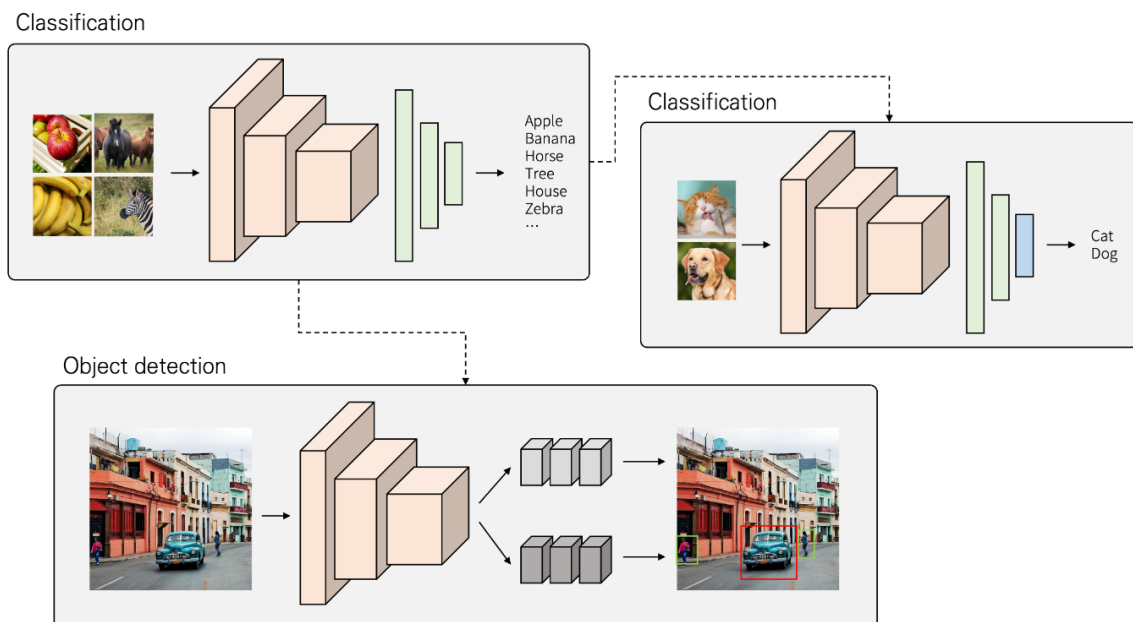 Classification
Apple
Banana
Horse
Tree
House
Zebra
...
Classification
Cat
Dog
Object detection